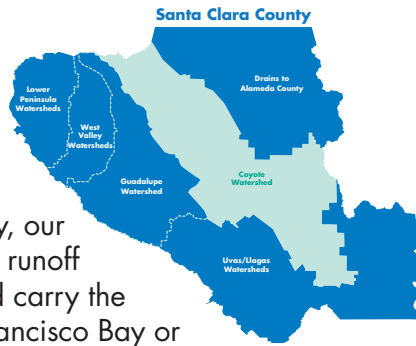 Santa Clara County
Lower
Peninsula
Watersheds
West
Valley
Watersheds
Drains to
Alameda County
Guadalupe
Watershed
Coyote
Watershed
Uvas/Llagas
Watersheds
y, our
runoff
d carry the
ancisco Bay or